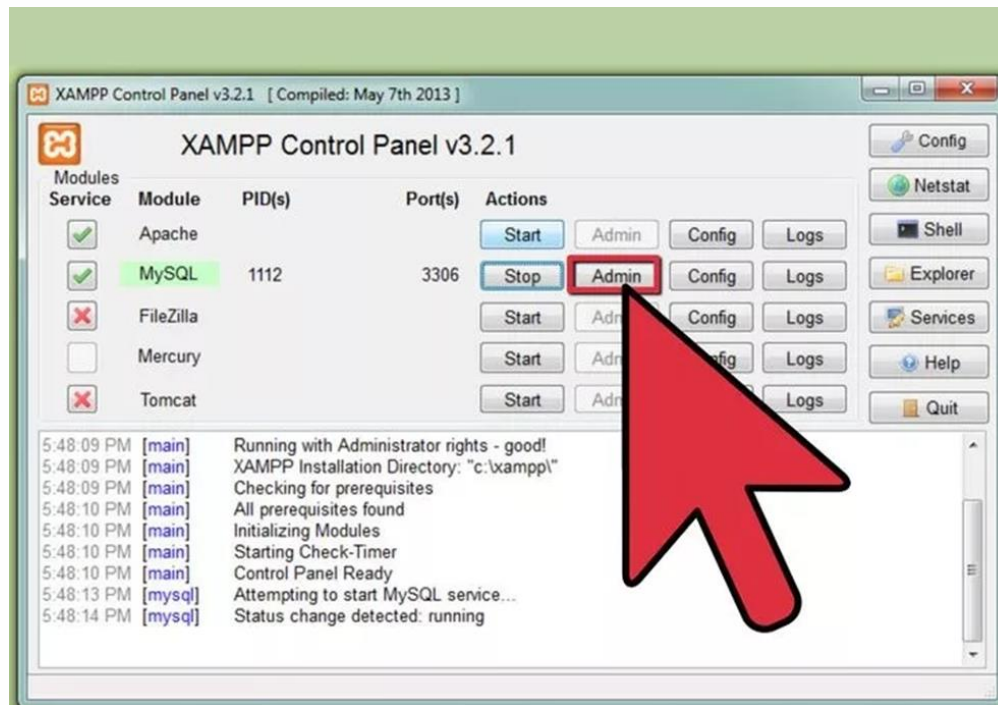 XAMPP Control Panel v3.2.1 [ Compiled: May 7th 2013 ]
XAMPP Control Panel v3.2.1
Config
Modules
Service Module PID(s) Port(s) Actions
Netstat
Apache Start Admin Config Logs
Shell
MySQL 1112 3306 Stop Admin Config Logs
Explorer
FileZilla Start Config Logs
Services
Mercury Start Logs
Help
Tomcat Start Logs
Quit
5:48:09 PM [main] Running with Administrator rights - good!
5:48:09 PM [main] XAMPP Installation Directory: "c:\xampp\"
5:48:09 PM [main] Checking for prerequisites
5:48:10 PM [main] All prerequisites found
5:48:10 PM [main] Initializing Modules
5:48:10 PM [main] Starting Check-Timer
5:48:10 PM [main] Control Panel Ready
5:48:13 PM [mysql] Attempting to start MySQL service...
5:48:14 PM [mysql] Status change detected: running